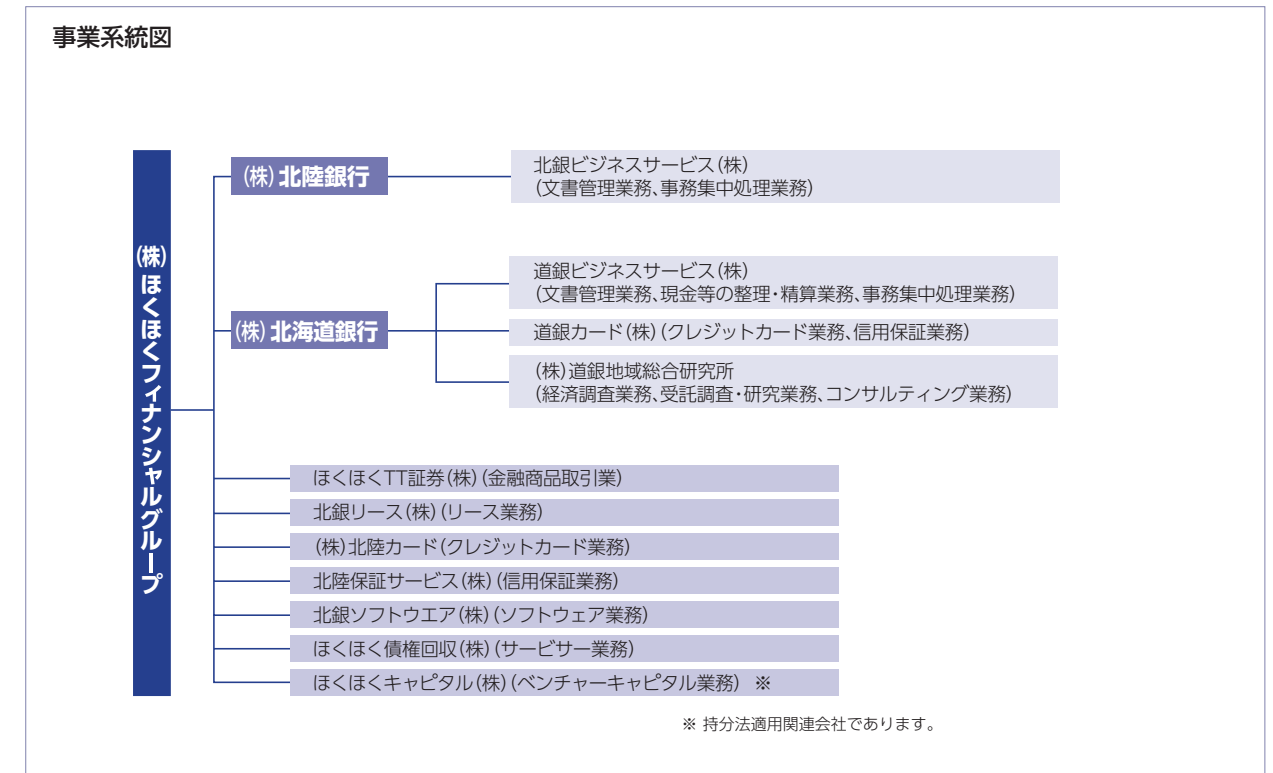 事業系統図
(株)ほくほくフィナンシャルグループ
(株)北陸銀行
北銀ビジネスサービス(株)
(文書管理業務、事務集中処理業務)
(株)北海道銀行
道銀ビジネスサービス(株)
(文書管理業務、現金等の整理・精算業務、事務集中処理業務)
道銀カード(株)(クレジットカード業務、信用保証業務)
(株)道銀地域総合研究所
(経済調査業務、受託調査・研究業務、コンサルティング業務)
ほくほくTT証券(株)(金融商品取引業)
北銀リース(株)(リース業務)
(株)北陸カード(クレジットカード業務)
北陸保証サービス(株)(信用保証業務)
北銀ソフトウエア(株)(ソフトウェア業務)
ほくほく債権回収(株)(サービサー業務)
ほくほくキャピタル(株)(ベンチャーキャピタル業務) ※
※ 持分法適用関連会社であります。